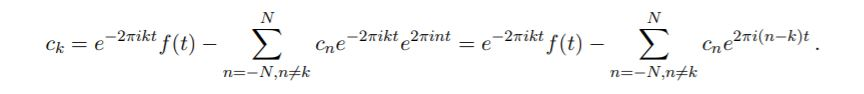 $c_k = e^{-2\pi ikt} f(t) - \sum_{n=-N, n\neq k}^{N} c_n e^{-2\pi ikt} e^{2\pi int} = e^{-2\pi ikt} f(t) - \sum_{n=-N, n\neq k}^{N} c_n e^{2\pi i(n-k)t} \,.$